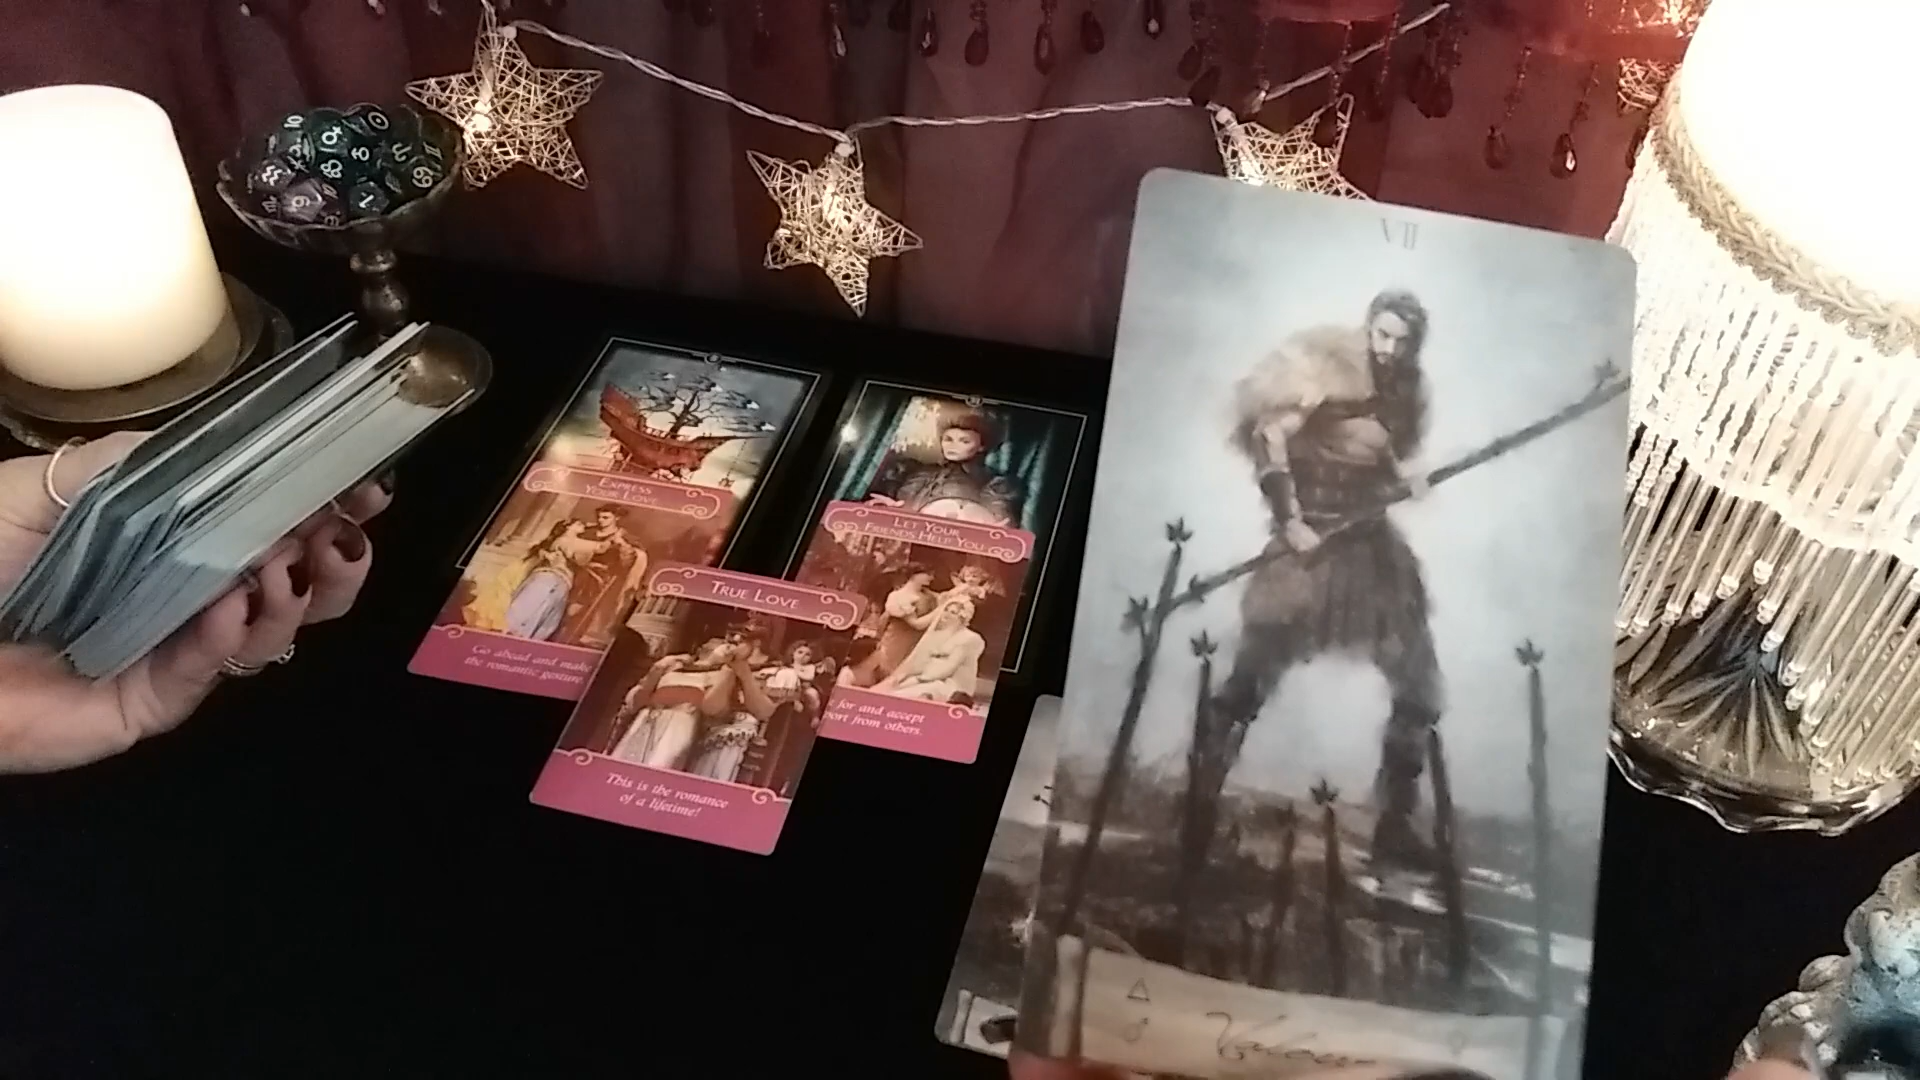 VII
EXPRESS
YOUR LOVE
Go ahead and make
the romantic gesture.
LET YOUR
FRIENDS HELP YOU
for and accept
port from others.
TRUE LOVE
This is the romance
of a lifetime!
Valour